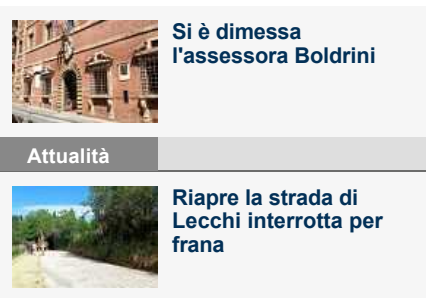 Si è dimessa
l'assessora Boldrini
Attualità
Riapre la strada di
Lecchi interrotta per
frana